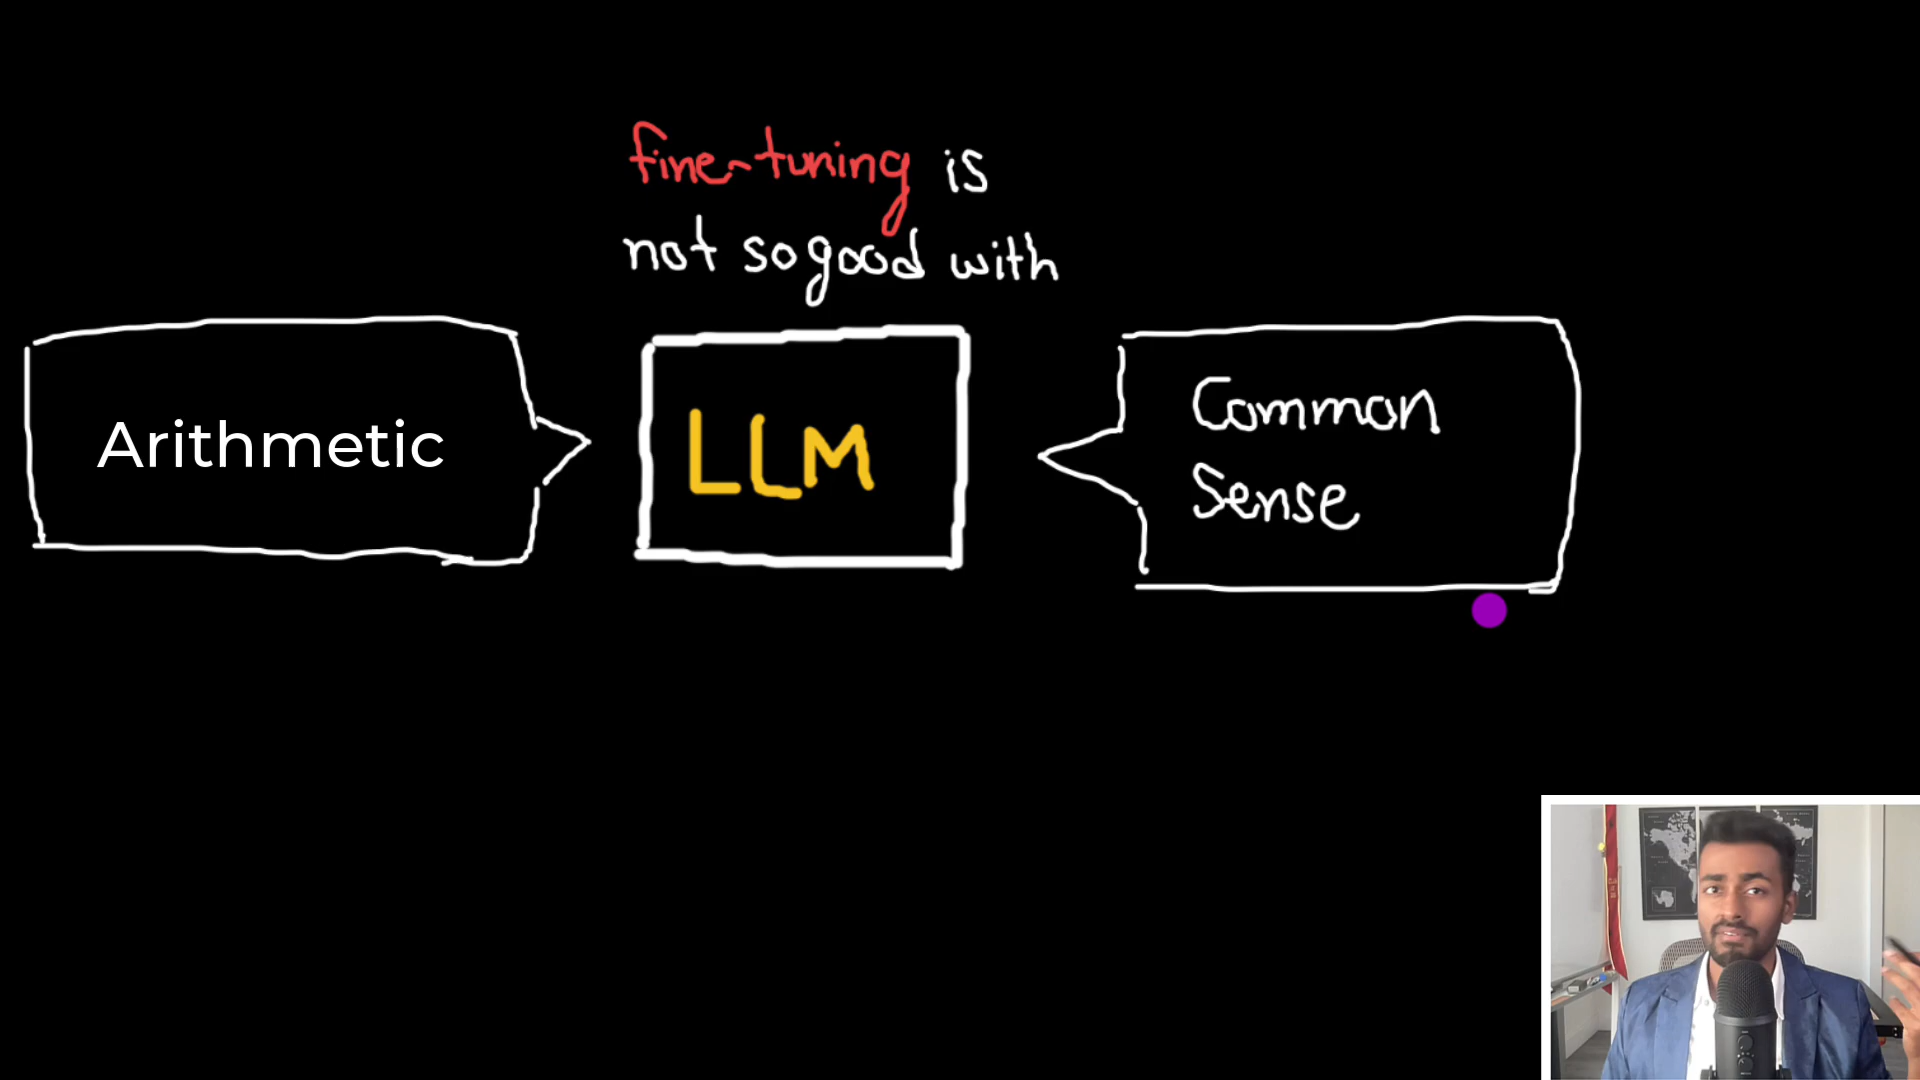 fine-tuning is
not so good with
Arithmetic
LLM
Common
Sense